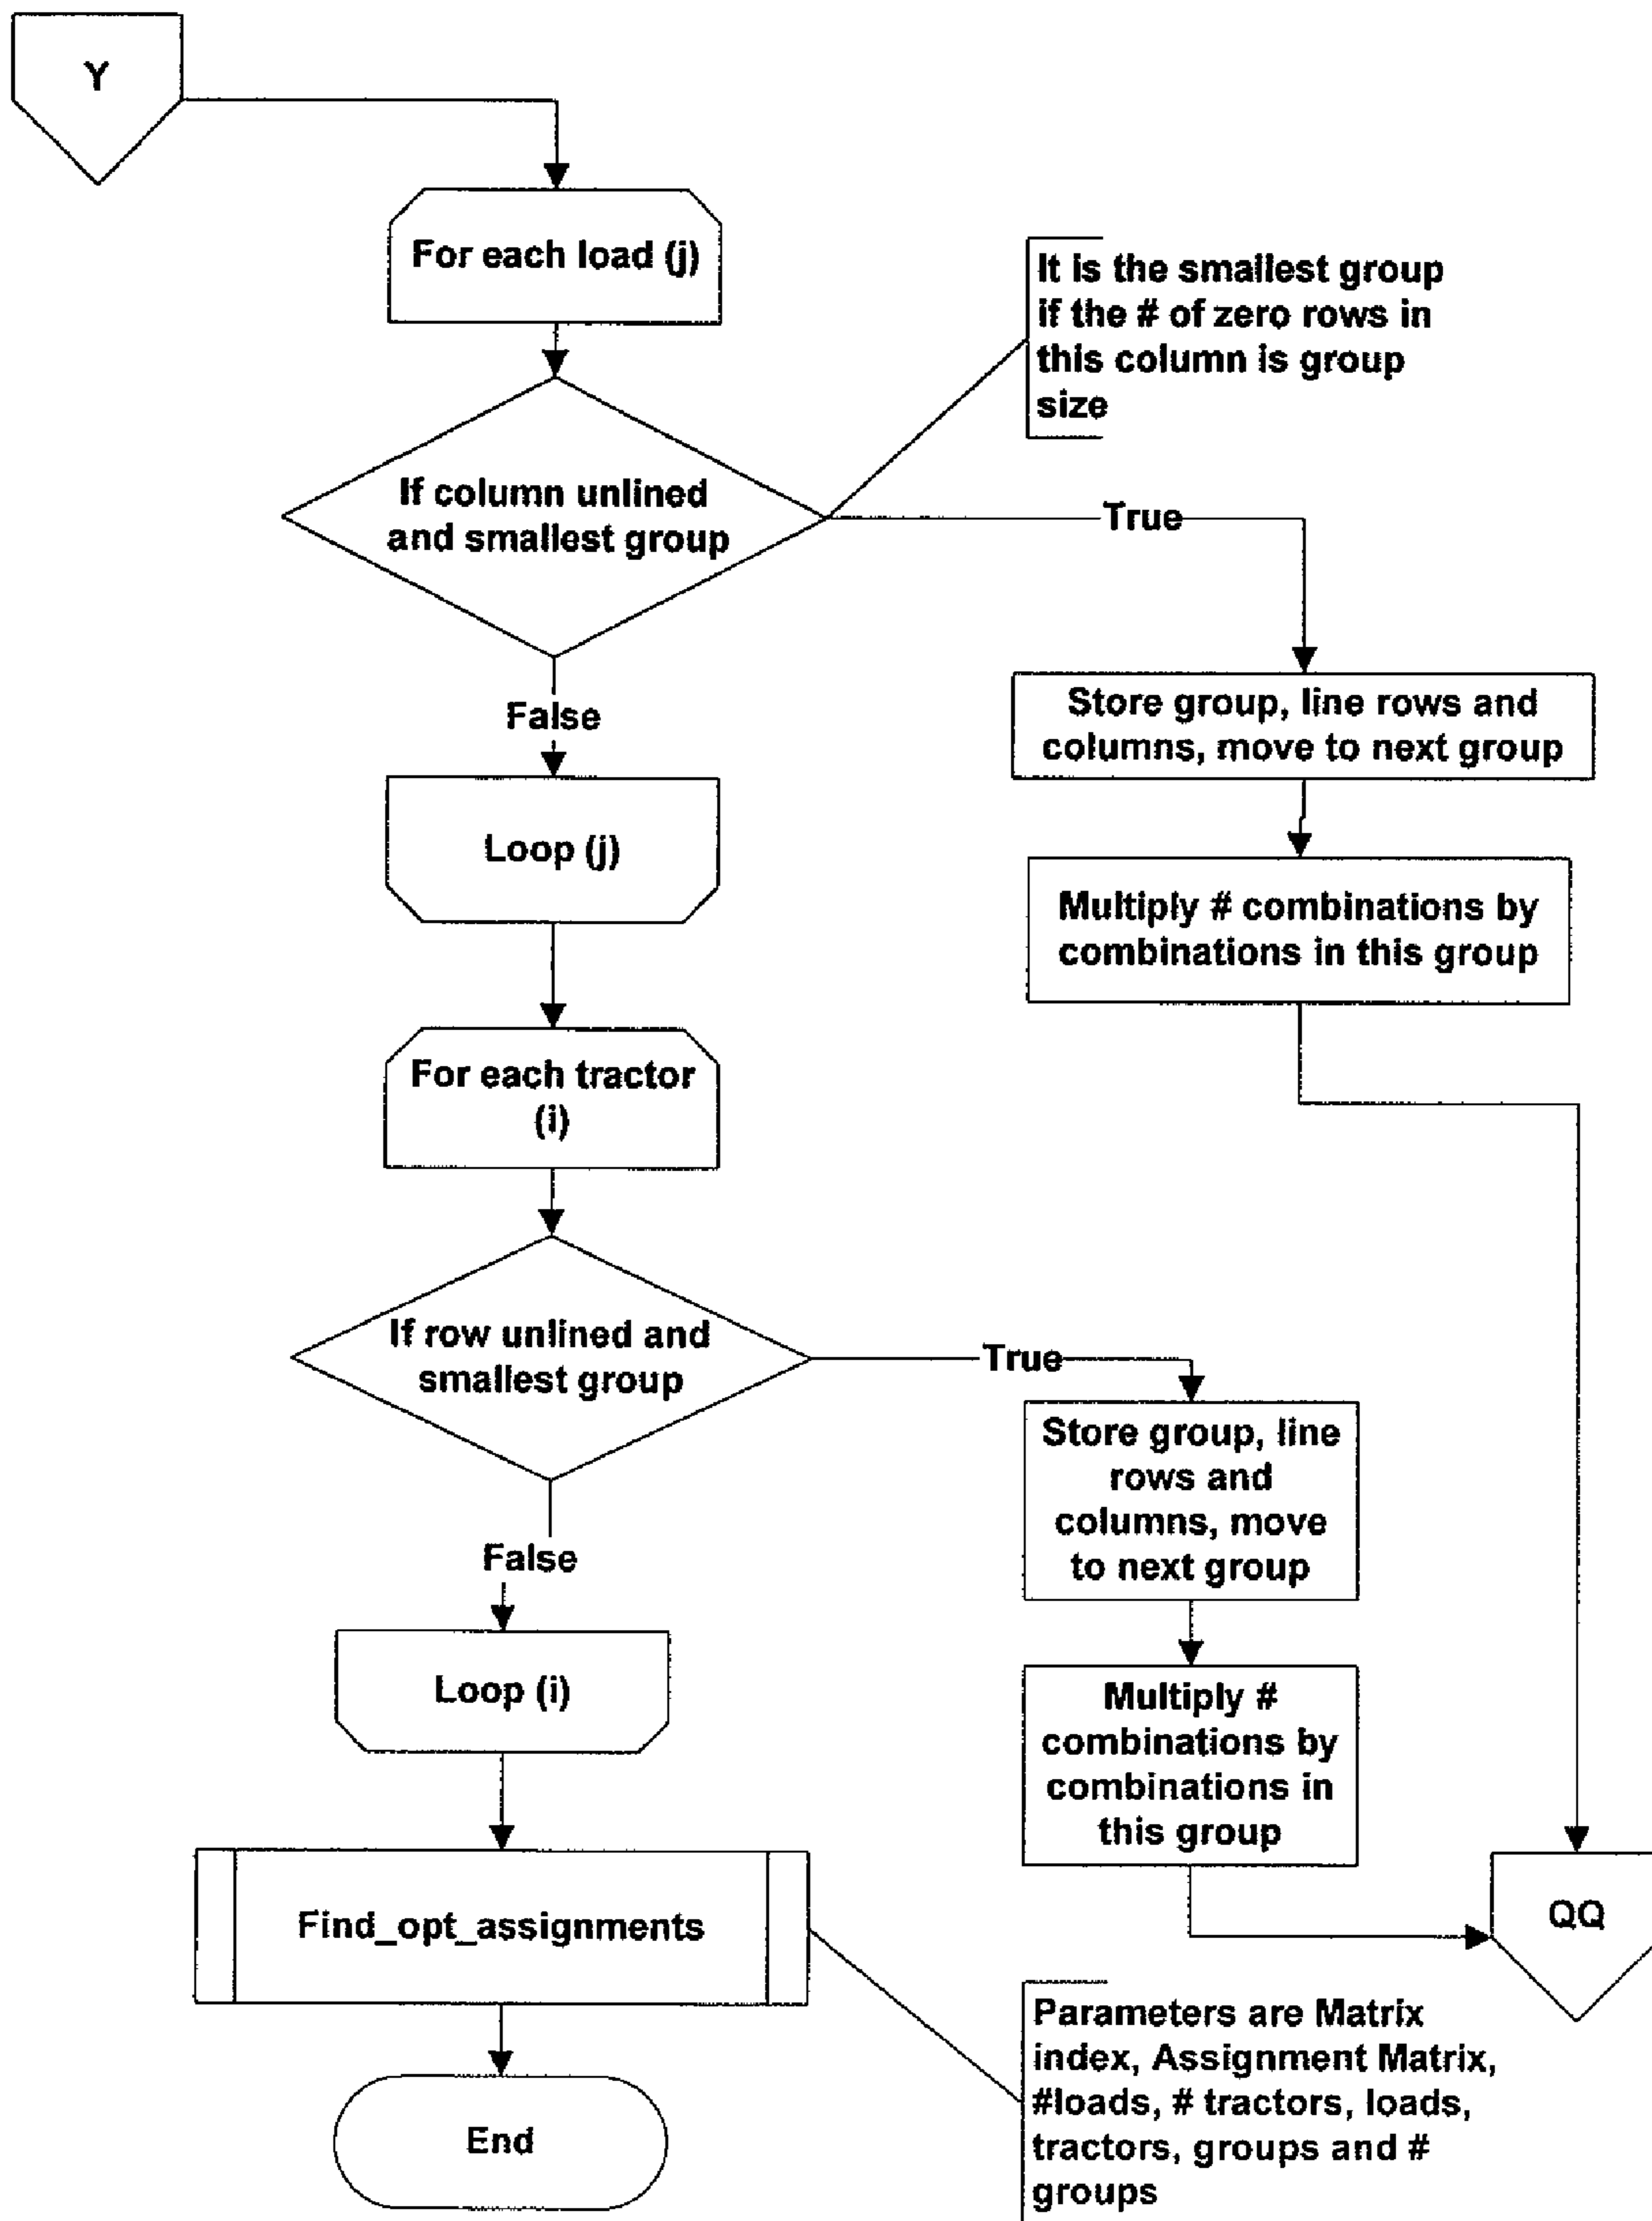 Y
For each load (j)
It is the smallest group
if the # of zero rows in
this column is group
size
If column unlined
and smallest group
True
False
Store group, line rows and
columns, move to next group
Loop (j)
Multiply # combinations by
combinations in this group
For each tractor
(i)
If row unlined and
smallest group
True
Store group, line
rows and
columns, move
to next group
False
Loop (i)
Multiply #
combinations by
combinations in
this group
Find_opt_assignments
QQ
Parameters are Matrix
index, Assignment Matrix,
#loads, # tractors, loads,
tractors, groups and #
groups
End